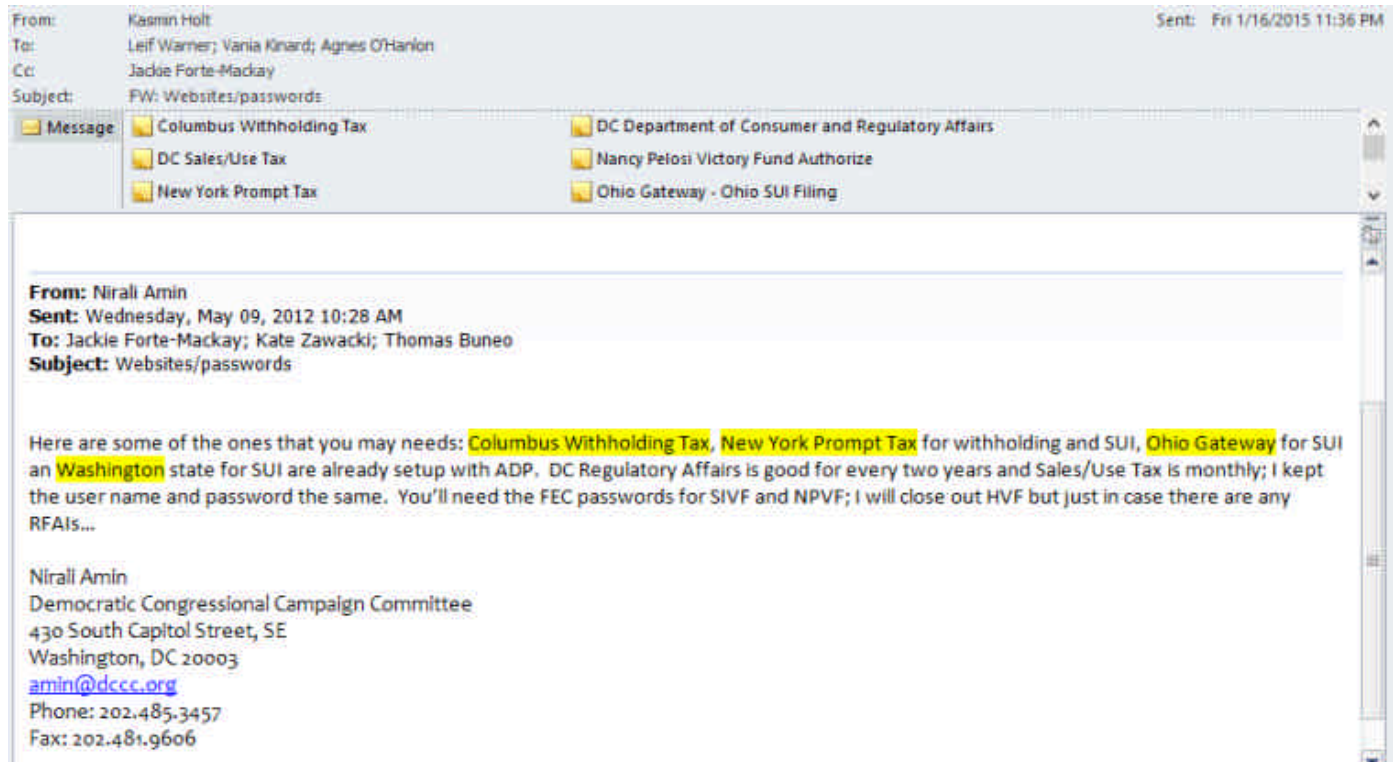 From: Kasmin Holt Sent: Fri 1/16/2015 11:36 PM
To: Leif Warner; Vania Kinard; Agnes O'Hanlon
Cc: Jackie Forte-Mackay
Subject: FW: Websites/passwords
Message Columbus Withholding Tax DC Department of Consumer and Regulatory Affairs
DC Sales/Use Tax Nancy Pelosi Victory Fund Authorize
New York Prompt Tax Ohio Gateway - Ohio SUI Filing
From: Nirali Amin
Sent: Wednesday, May 09, 2012 10:28 AM
To: Jackie Forte-Mackay; Kate Zawacki; Thomas Buneo
Subject: Websites/passwords
Here are some of the ones that you may needs: Columbus Withholding Tax, New York Prompt Tax for withholding and SUI, Ohio Gateway for SUI
an Washington state for SUI are already setup with ADP. DC Regulatory Affairs is good for every two years and Sales/Use Tax is monthly; I kept
the user name and password the same. You'll need the FEC passwords for SIVF and NPVF; I will close out HVF but just in case there are any
RFAIs...
Nirali Amin
Democratic Congressional Campaign Committee
430 South Capitol Street, SE
Washington, DC 20003
amin@dccc.org
Phone: 202.485.3457
Fax: 202.481.9606